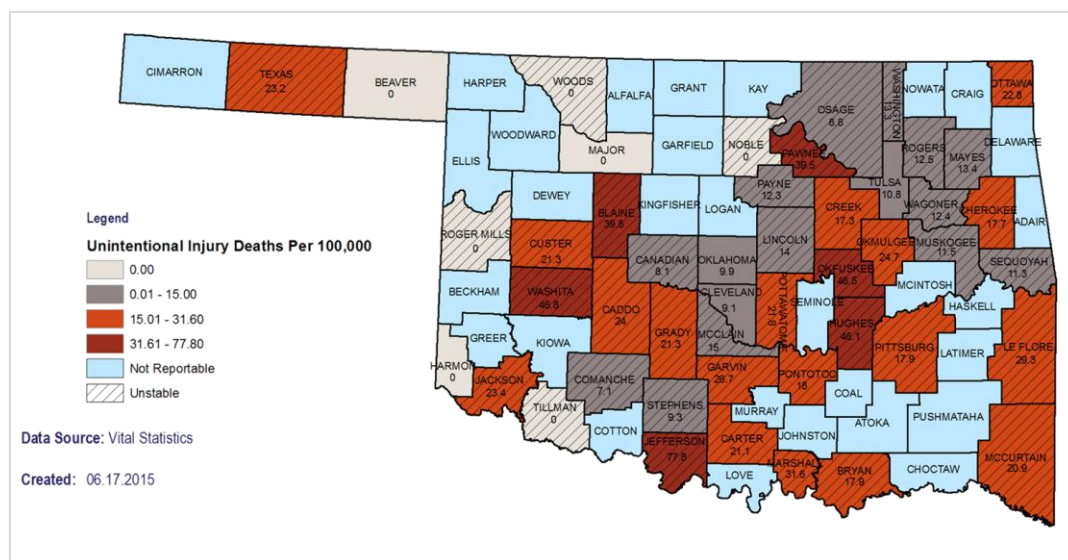 CIMARRON
TEXAS
23.2
BEAVER
0
HARPER
WOODS
0
ALFALFA
GRANT
KAY
OSAGE
8.8
WASHINGTON
13.3
NOWATA
CRAIG
OTTAWA
22.8
WOODWARD
ELLIS
MAJOR
0
GARFIELD
NOBLE
0
PAWNEE
39.5
ROGERS
12.5
MAYES
13.4
DELAWARE
DEWEY
BLAINE
39.8
KINGFISHER
LOGAN
PAYNE
12.3
CREEK
17.3
TULSA
10.8
WAGONER
12.4
CHEROKEE
17.7
ADAIR
Legend
Unintentional Injury Deaths Per 100,000
0.00
0.01 - 15.00
15.01 - 31.60
31.61 - 77.80
Not Reportable
Unstable
ROGER MILLS
0
CUSTER
21.3
CANADIAN
8.1
OKLAHOMA
9.9
LINCOLN
14
OKMULGEE
24.7
MUSKOGEE
11.5
SEQUOYAH
11.3
BECKHAM
WASHITA
46.8
CADDO
24
GRADY
21.3
CLEVELAND
9.1
MCCLAIN
15
POTTAWATOMIE
21.6
SEMINOLE
OKFUSKEE
48.5
HUGHES
46.1
MCINTOSH
HASKELL
PITTSBURG
17.9
LATIMER
LE FLORE
29.3
HARMON
0
GREER
KIOWA
JACKSON
23.4
TILLMAN
0
COMANCHE
7.1
COTTON
STEPHENS
9.3
JEFFERSON
77.8
GARVIN
28.7
MURRAY
CARTER
21.1
LOVE
PONTOTOC
16
COAL
JOHNSTON
MARSHALL
31.6
ATOKA
BRYAN
17.9
PUSHMATAHA
CHOCTAW
MCCURTAIN
20.9
Data Source: Vital Statistics
Created: 06.17.2015